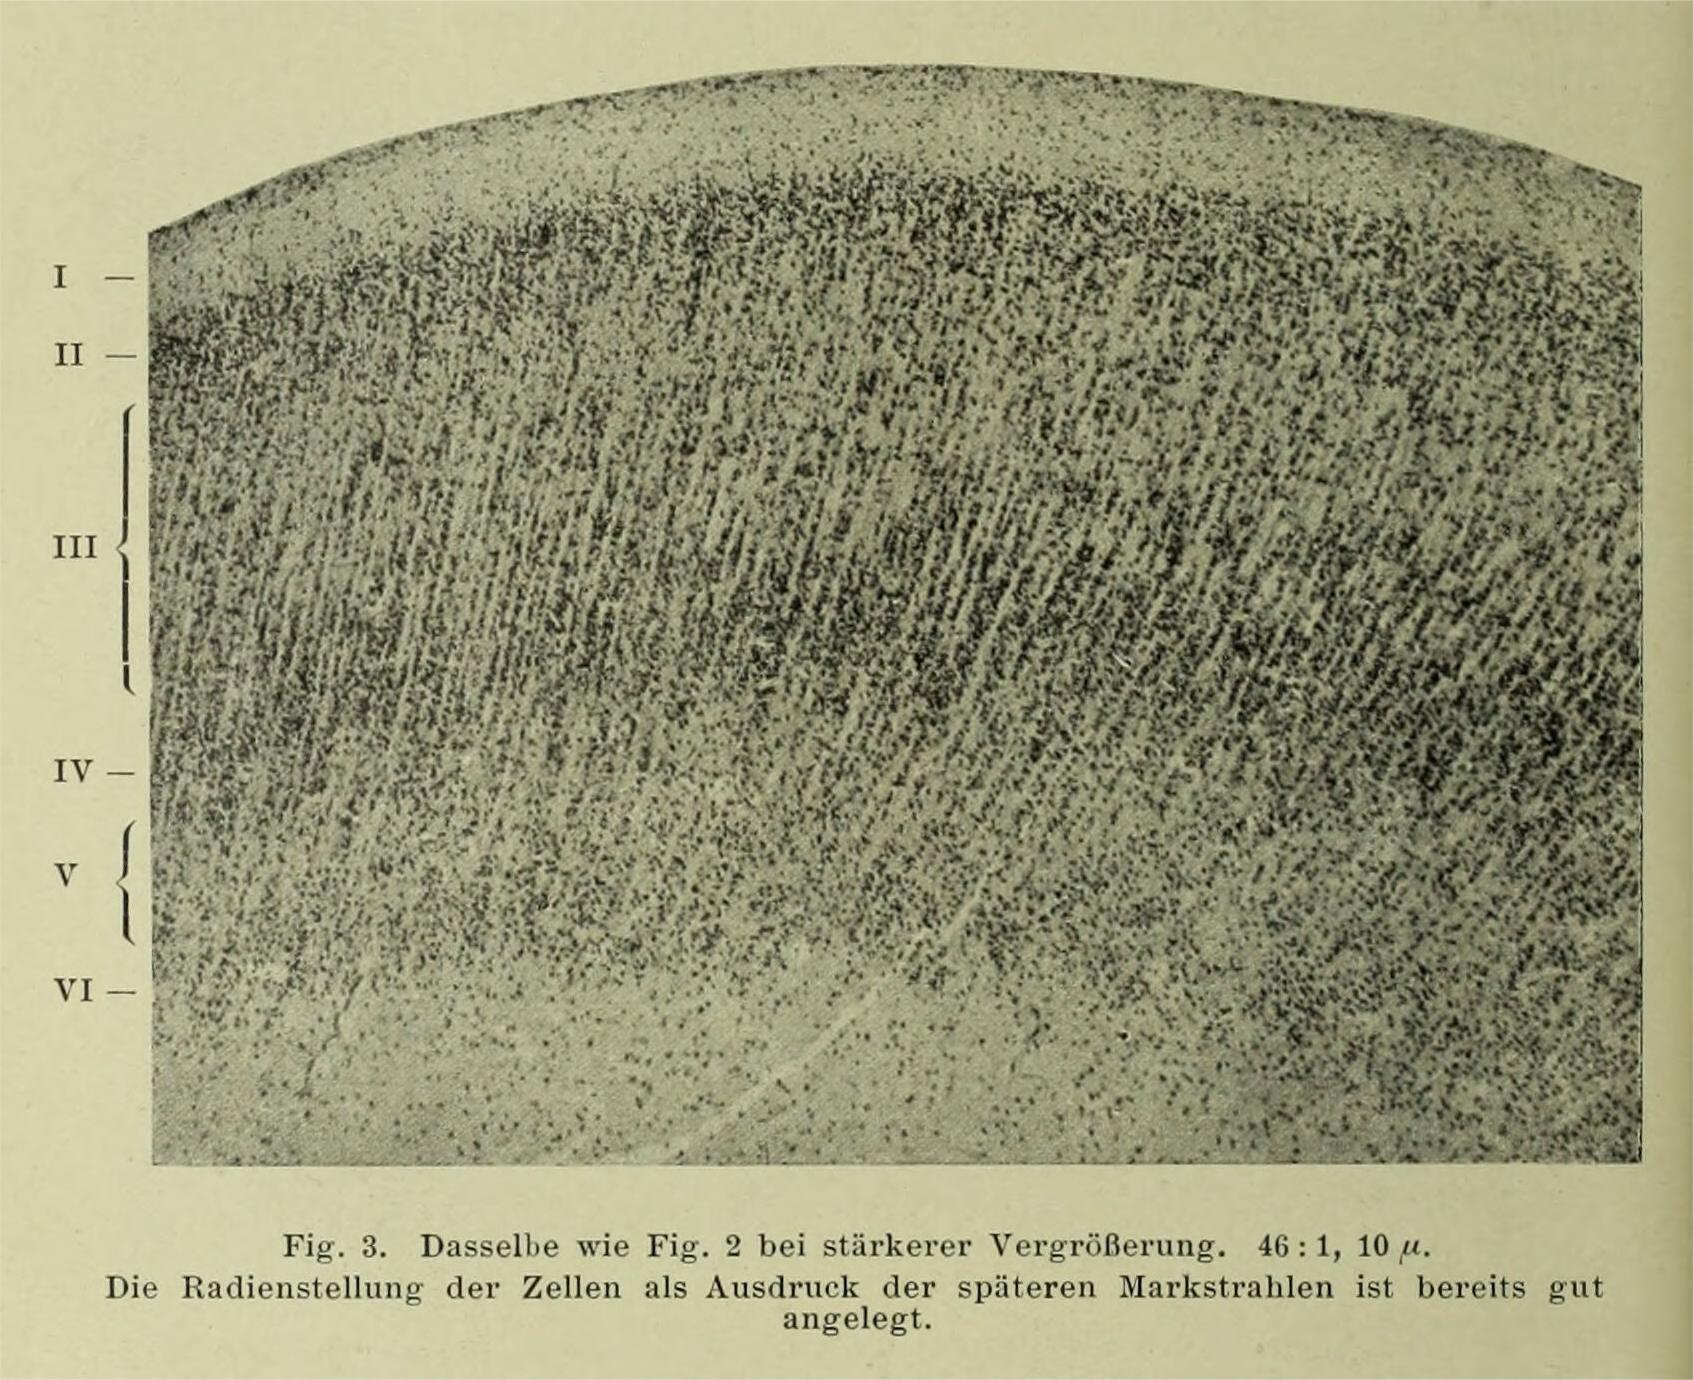 I
II
III
IV
V
VI
Fig. 3. Dasselbe wie Fig. 2 bei stärkerer Vergrößerung. 46 : 1, 10 μ.
Die Radienstellung der Zellen als Ausdruck der späteren Markstrahlen ist bereits gut
angelegt.